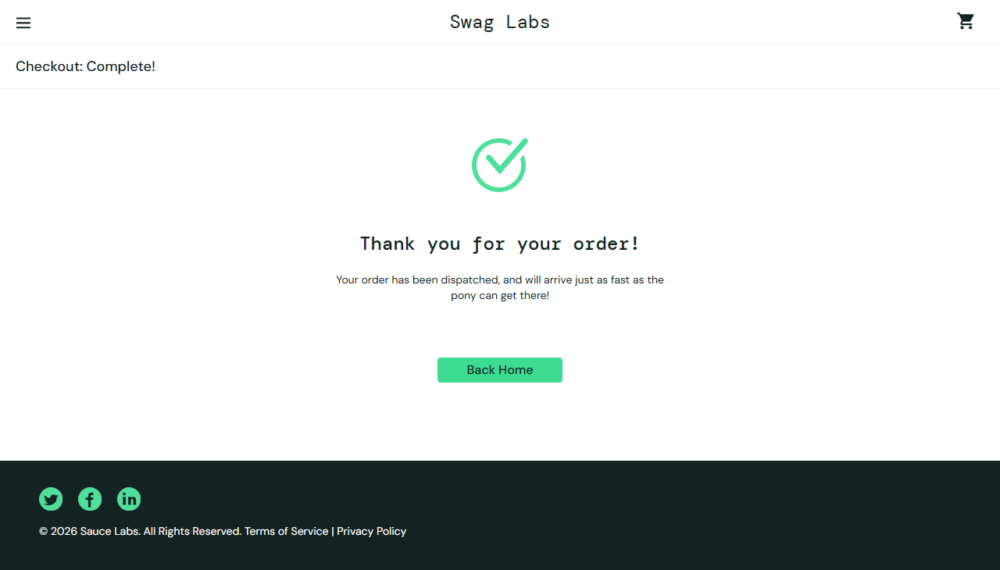 Swag Labs
Checkout: Complete!
Thank you for your order!
Your order has been dispatched, and will arrive just as fast as the
pony can get there!
Back Home
© 2026 Sauce Labs. All Rights Reserved. Terms of Service | Privacy Policy